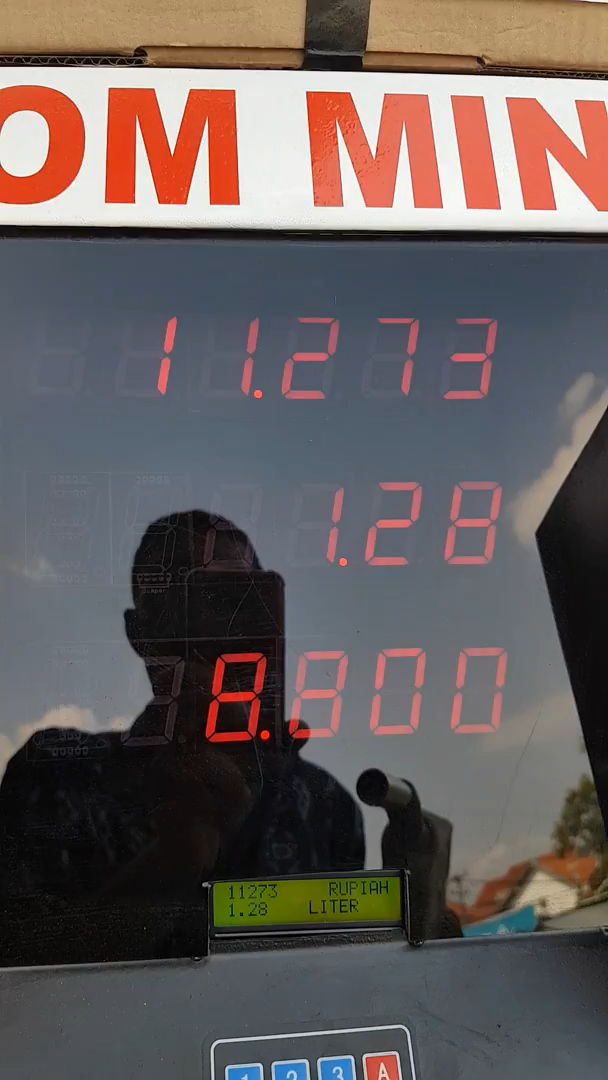 OM MIN
11.273
1.28
8.800
11273 RUPIAH
1.28 LITER
1 2 3 A